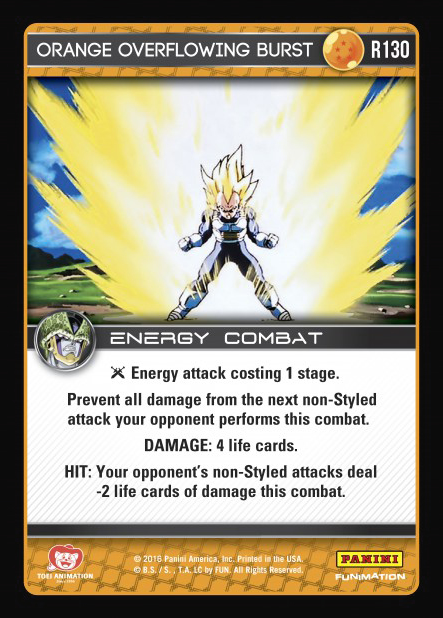 ORANGE OVERFLOWING BURST R130
ENERGY COMBAT
Energy attack costing 1 stage.
Prevent all damage from the next non-Styled
attack your opponent performs this combat.
DAMAGE: 4 life cards.
HIT: Your opponent's non-Styled attacks deal
-2 life cards of damage this combat.
TOEI ANIMATION
© 2016 Panini America, Inc. Printed in the USA.
© B.S. / S. , T.A. LC by FUN. All Rights Reserved.
PANINI
FUNIMATION